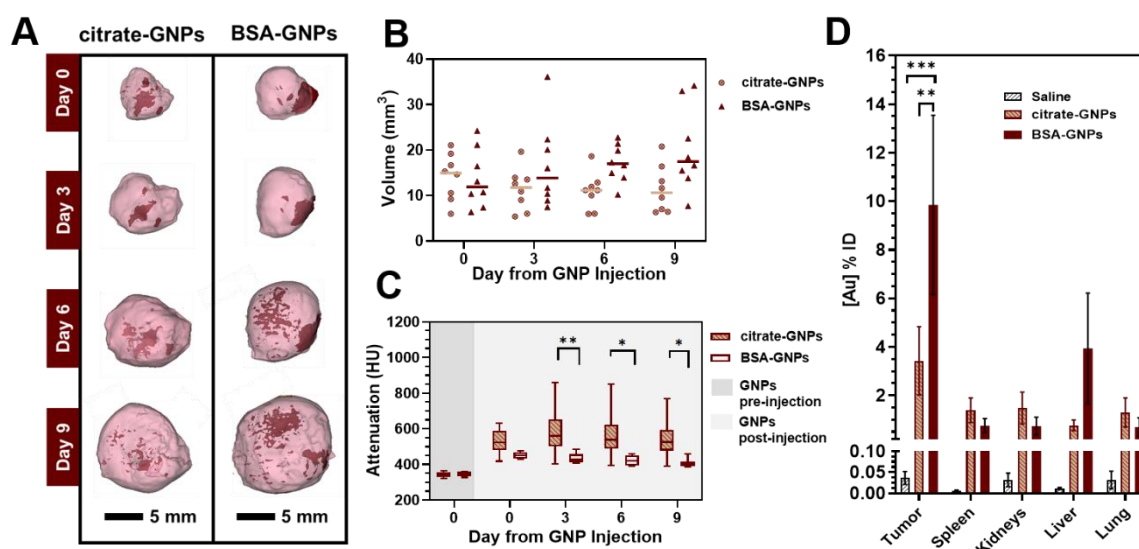 A
citrate-GNPs
BSA-GNPs
Day 0
Day 3
Day 6
Day 9
5 mm
5 mm
B
40
30
20
10
0
Volume (mm³)
0
3
6
9
Day from GNP Injection
citrate-GNPs
BSA-GNPs
C
1200
1000
800
600
400
200
Attenuation (HU)
**
*
*
0
0
3
6
9
Day from GNP Injection
citrate-GNPs
BSA-GNPs
GNPs
pre-injection
GNPs
post-injection
D
16
14
12
10
8
6
4
2
0.10
0.05
0.00
[Au] % ID
***
**
Saline
citrate-GNPs
BSA-GNPs
Tumor
Spleen
Kidneys
Liver
Lung